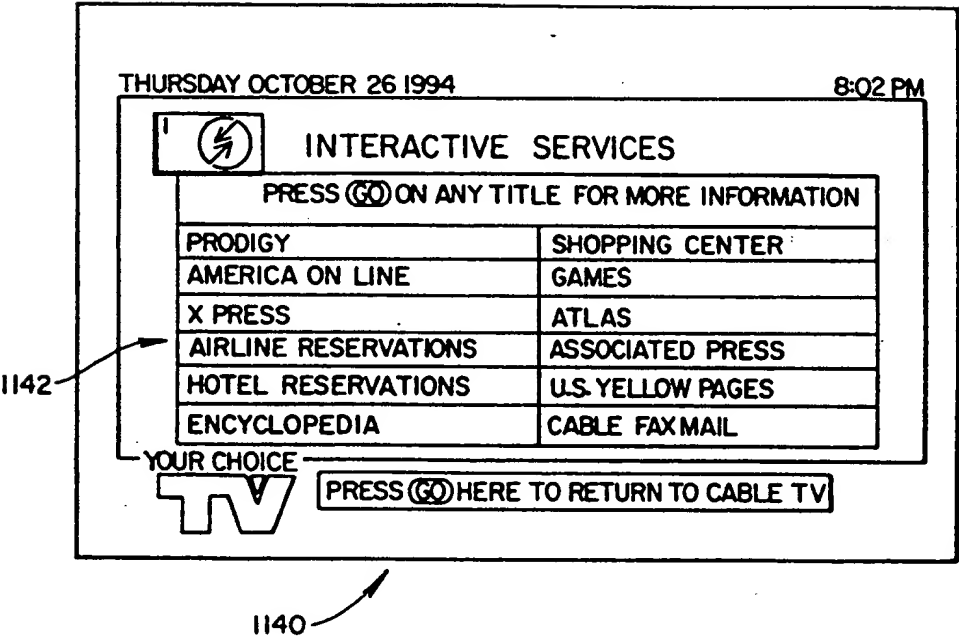 THURSDAY OCTOBER 26 1994 8:02 PM
1
INTERACTIVE SERVICES
PRESS GO ON ANY TITLE FOR MORE INFORMATION
PRODIGY SHOPPING CENTER
AMERICA ON LINE GAMES
X PRESS ATLAS
AIRLINE RESERVATIONS ASSOCIATED PRESS
1142
HOTEL RESERVATIONS U.S. YELLOW PAGES
ENCYCLOPEDIA CABLE FAX MAIL
YOUR CHOICE
TV
PRESS GO HERE TO RETURN TO CABLE TV
1140